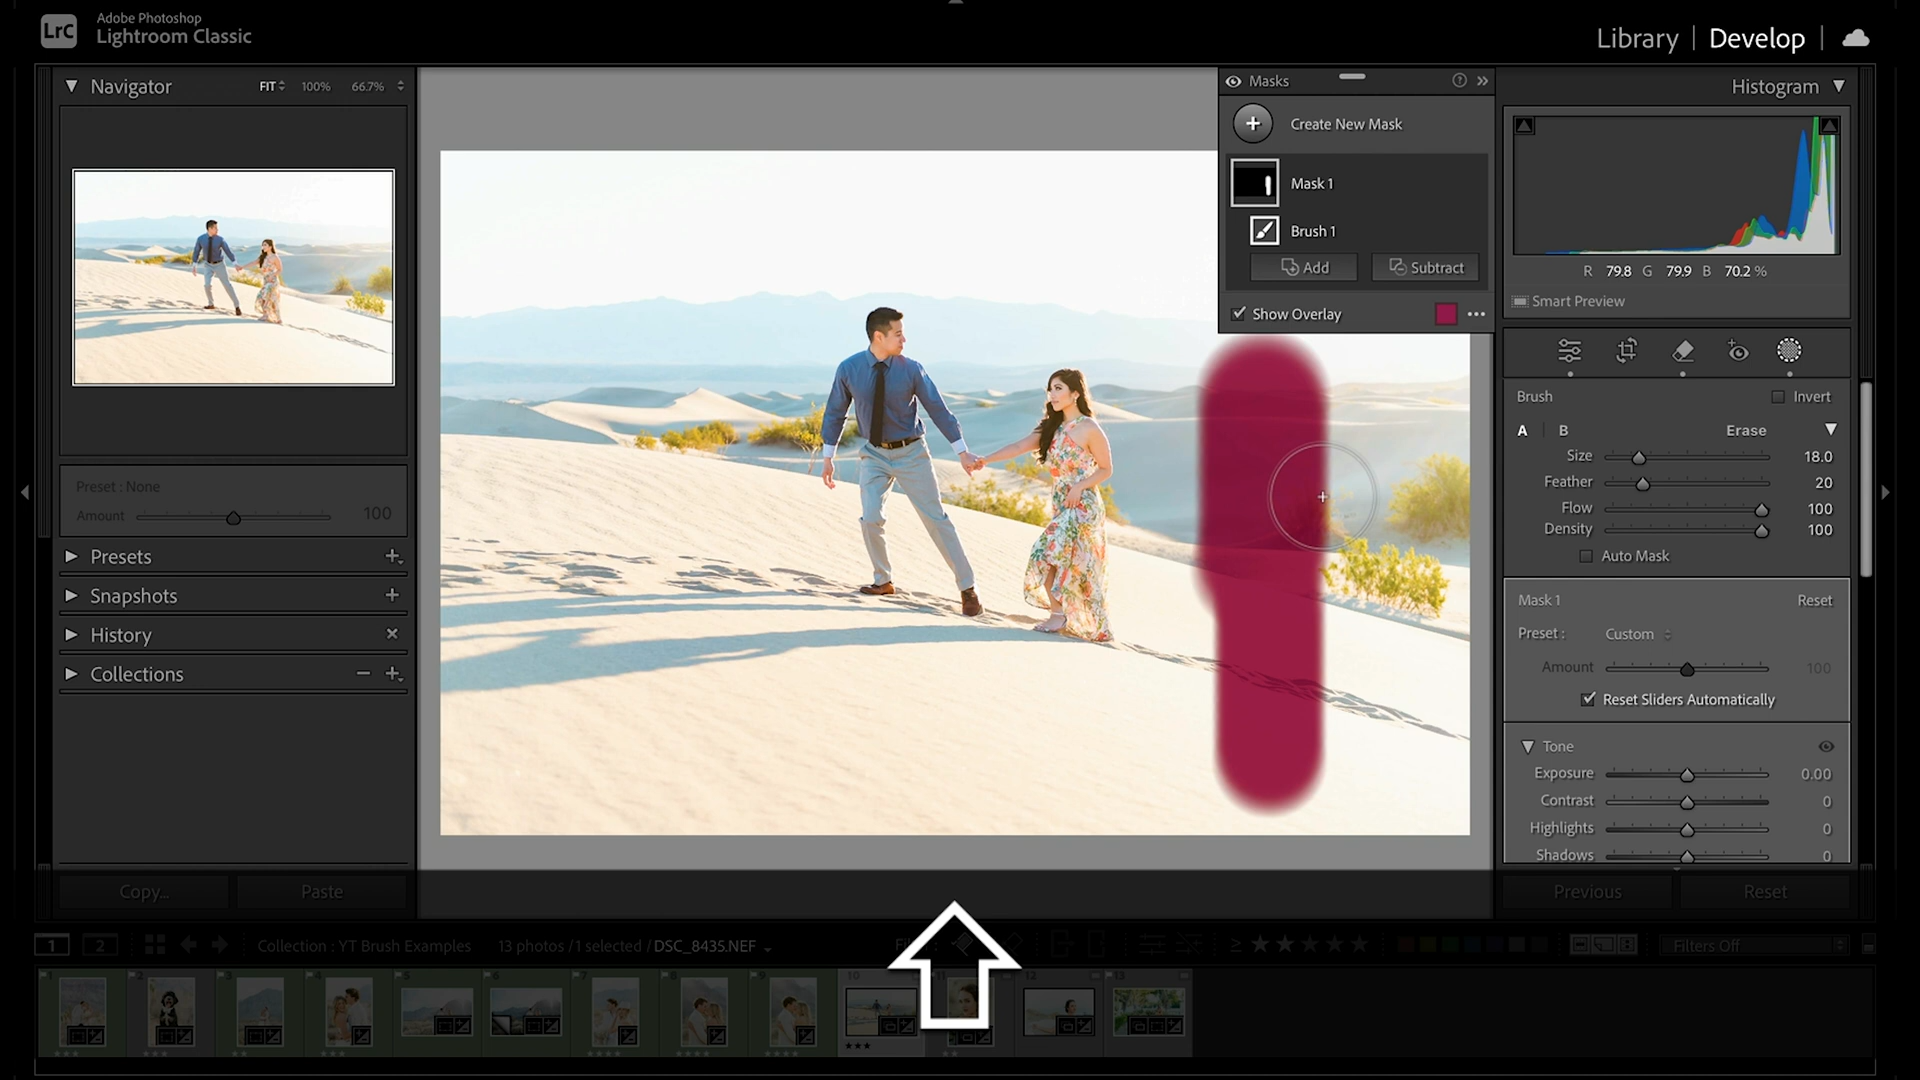 LrC
Adobe Photoshop
Lightroom Classic
Library | Develop |
Navigator FIT 100% 66.7%
Preset : None
Amount 100
Presets
Snapshots
History
Collections
Copy... Paste
Masks
Create New Mask
Mask 1
Brush 1
Add Subtract
Show Overlay
Histogram
R 79.8 G 79.9 B 70.2 %
Smart Preview
Brush Invert
A B Erase
Size 18.0
Feather 20
Flow 100
Density 100
Auto Mask
Mask 1 Reset
Preset : Custom
Amount 100
Reset Sliders Automatically
Tone
Exposure 0.00
Contrast 0
Highlights 0
Shadows 0
Previous Reset
1 2 Collection : YT Brush Examples 13 photos / 1 selected / DSC_8435.NEF Filters Off